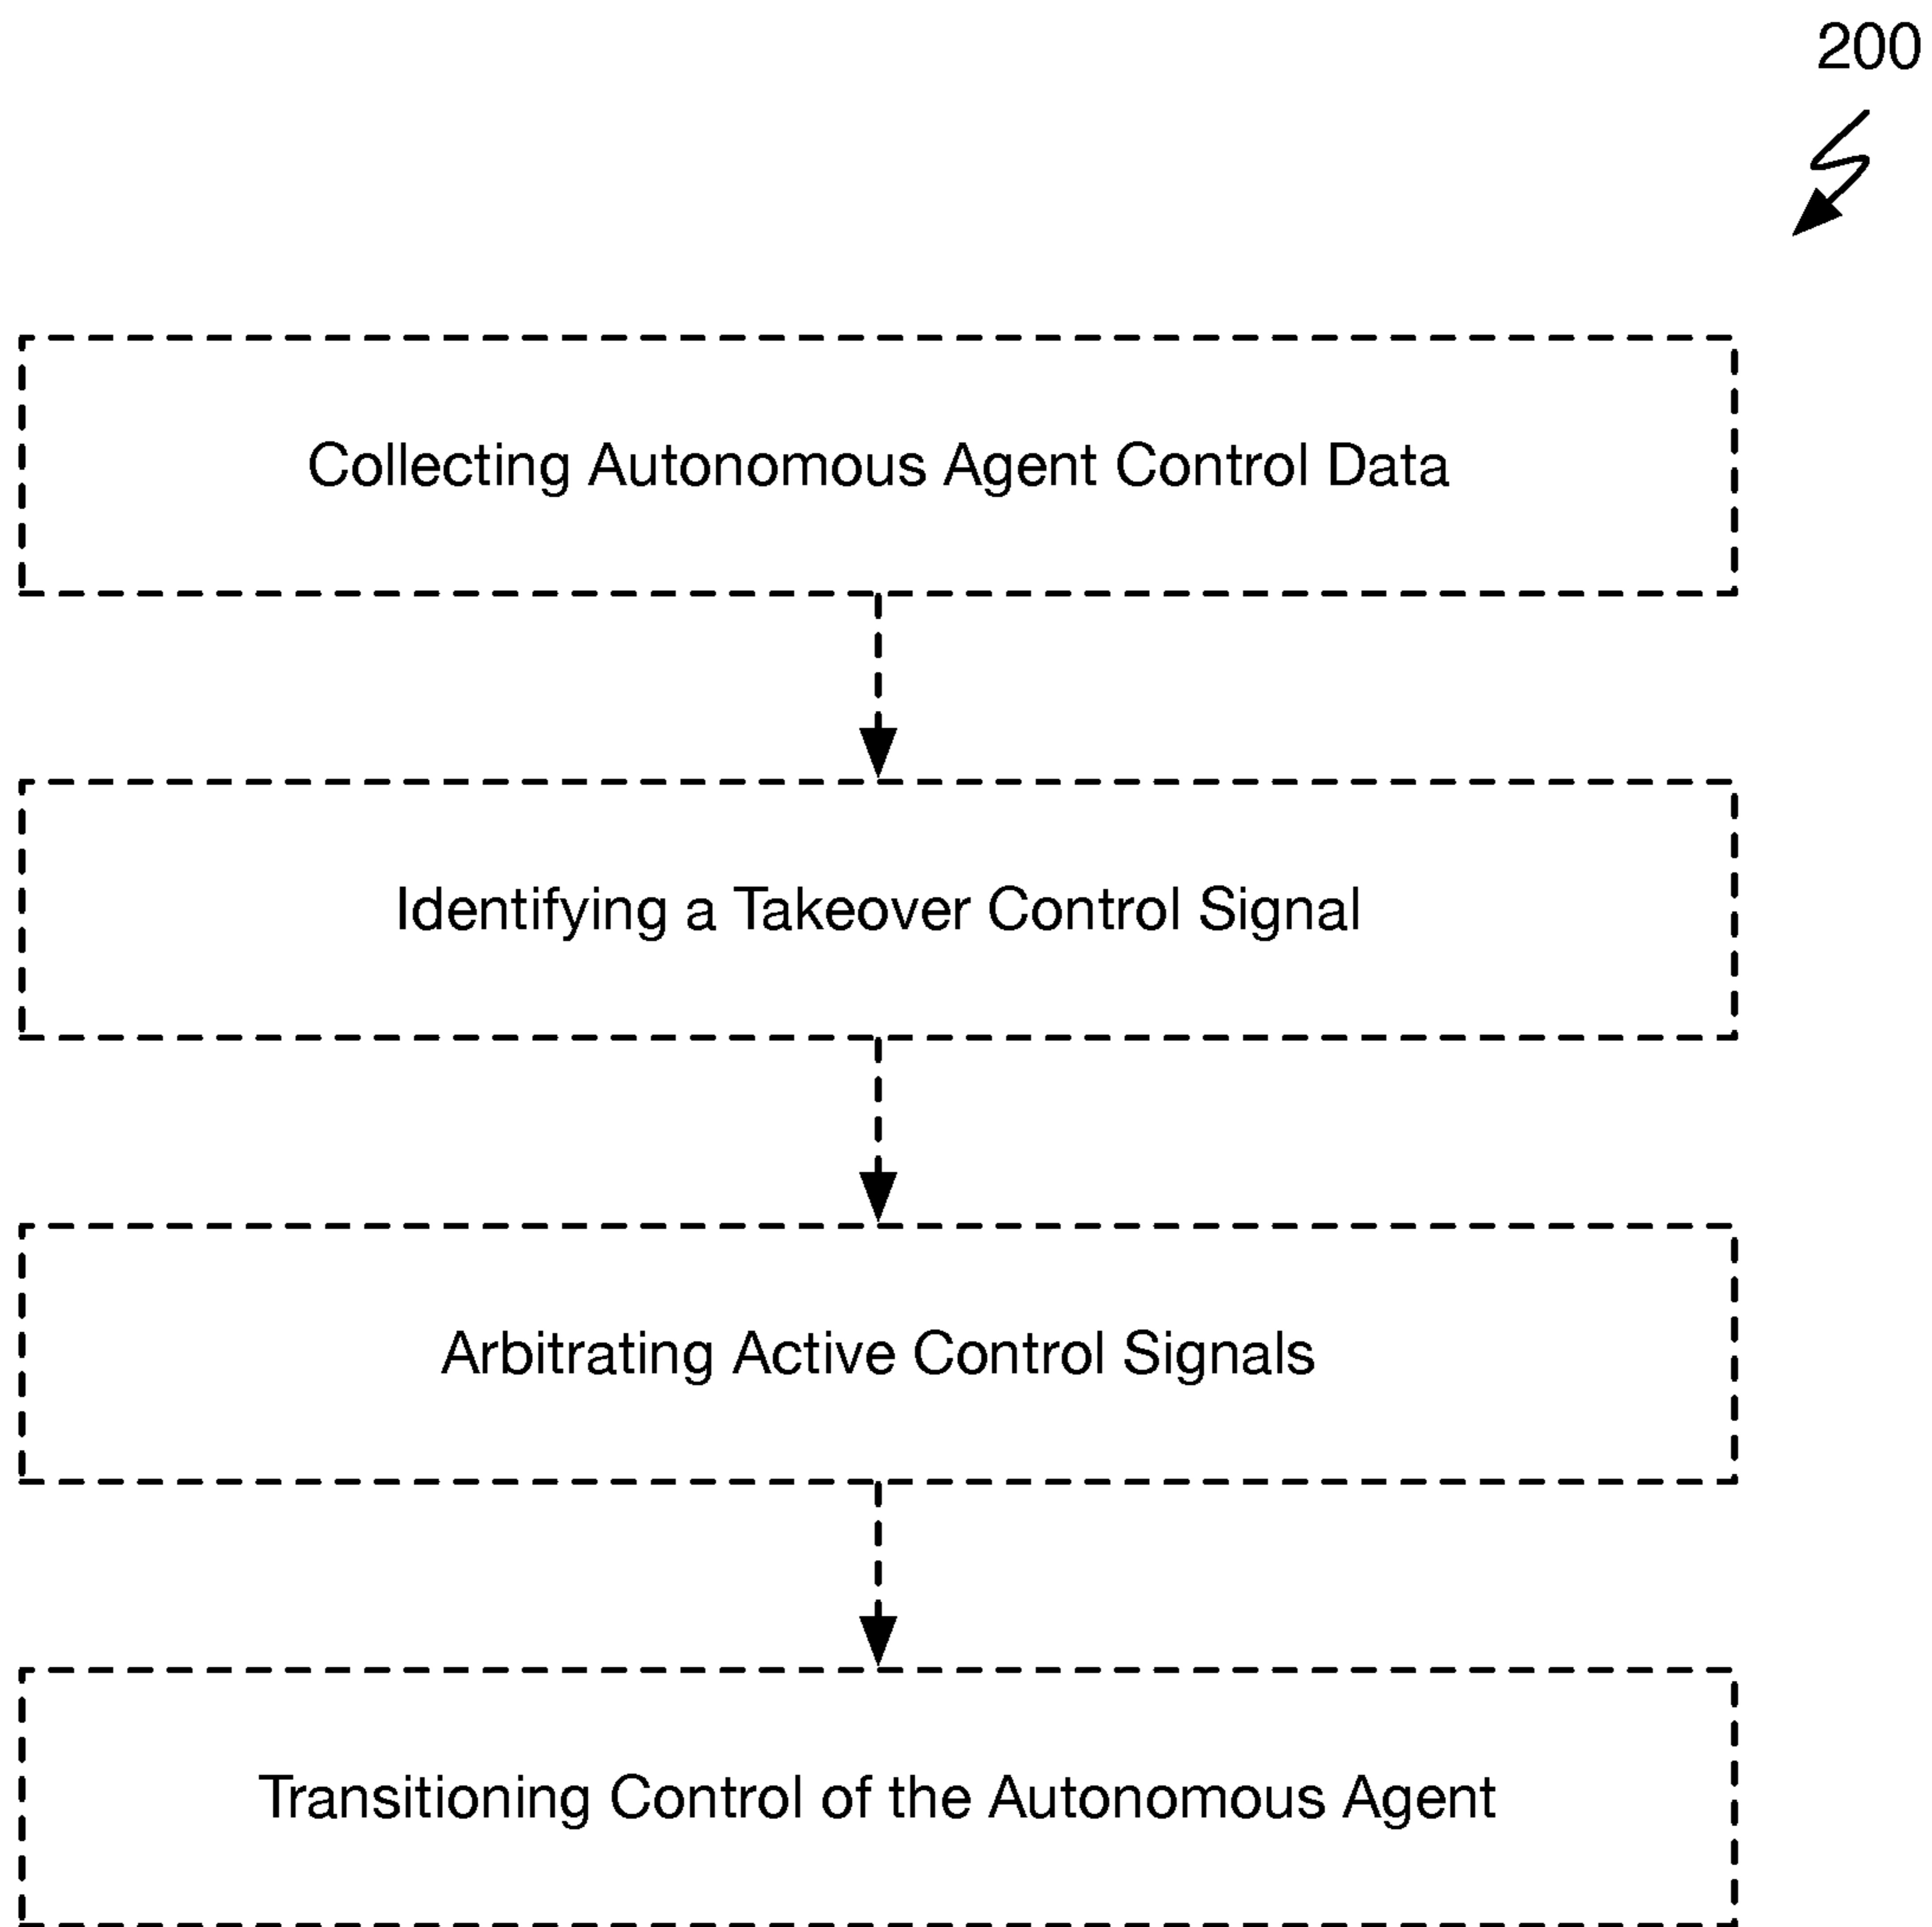 200
Collecting Autonomous Agent Control Data
Identifying a Takeover Control Signal
Arbitrating Active Control Signals
Transitioning Control of the Autonomous Agent